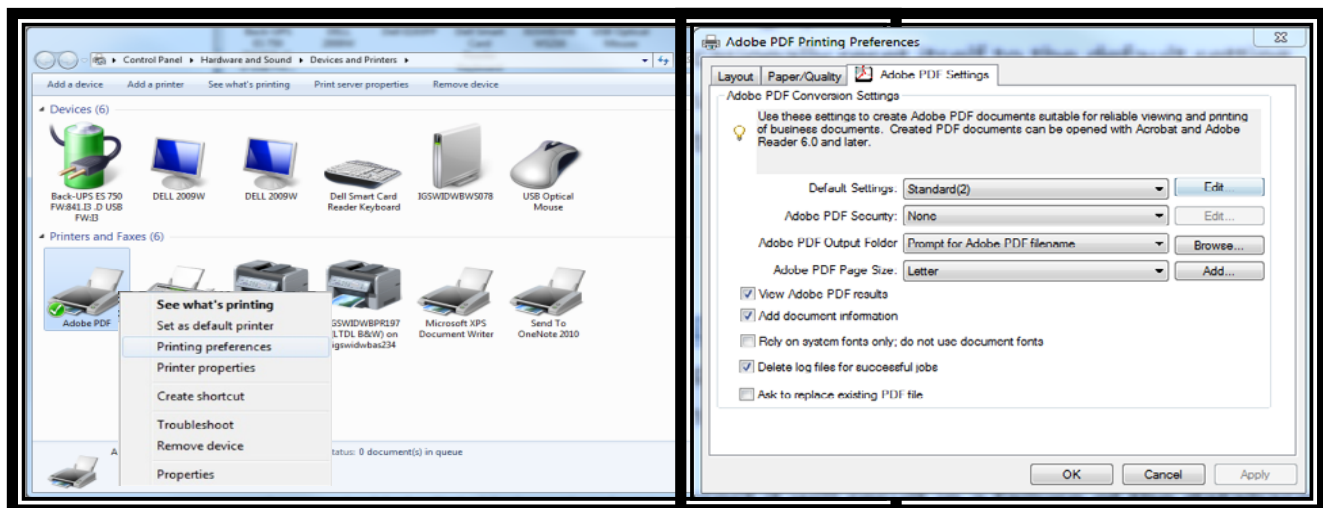 Control Panel ▸ Hardware and Sound ▸ Devices and Printers ▸
Add a device Add a printer See what's printing Print server properties Remove device
Devices (6)
Back-UPS ES 750 FW:841.I3 .D USB FW:I3
DELL 2009W
DELL 2009W
Dell Smart Card Reader Keyboard
IGSWIDWBWS078
USB Optical Mouse
Printers and Faxes (6)
Adobe PDF
GSWIDWBPR197
(LTDL B&W) on
igswidwbas234
Microsoft XPS Document Writer
Send To OneNote 2010
See what's printing
Set as default printer
Printing preferences
Printer properties
Create shortcut
Troubleshoot
Remove device
Properties
A
tatus: 0 document(s) in queue
Adobe PDF Printing Preferences
Layout Paper/Quality Adobe PDF Settings
Adobe PDF Conversion Settings
Use these settings to create Adobe PDF documents suitable for reliable viewing and printing
of business documents. Created PDF documents can be opened with Acrobat and Adobe
Reader 6.0 and later.
Default Settings: Standard(2) Edit...
Adobe PDF Security: None Edit...
Adobe PDF Output Folder Prompt for Adobe PDF filename Browse...
Adobe PDF Page Size: Letter Add...
View Adobe PDF results
Add document information
Rely on system fonts only; do not use document fonts
Delete log files for successful jobs
Ask to replace existing PDF file
OK Cancel Apply